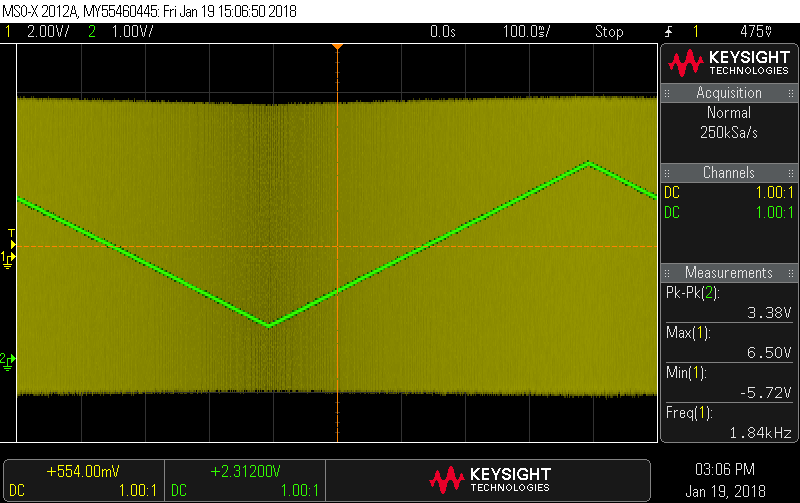 MSO-X 2012A, MY55460445: Fri Jan 19 15:06:50 2018
1 2.00V/ 2 1.00V/ 0.0s 100.0ms/ Stop 1 475mV
KEYSIGHT
TECHNOLOGIES
Acquisition
Normal
250kSa/s
Channels
DC 1.00:1
DC 1.00:1
Measurements
Pk-Pk(2):
3.38V
Max(1):
6.50V
Min(1):
-5.72V
Freq(1):
1.84kHz
T
1
2
+554.00mV
DC 1.00:1
+2.31200V
DC 1.00:1
KEYSIGHT
TECHNOLOGIES
03:06 PM
Jan 19, 2018